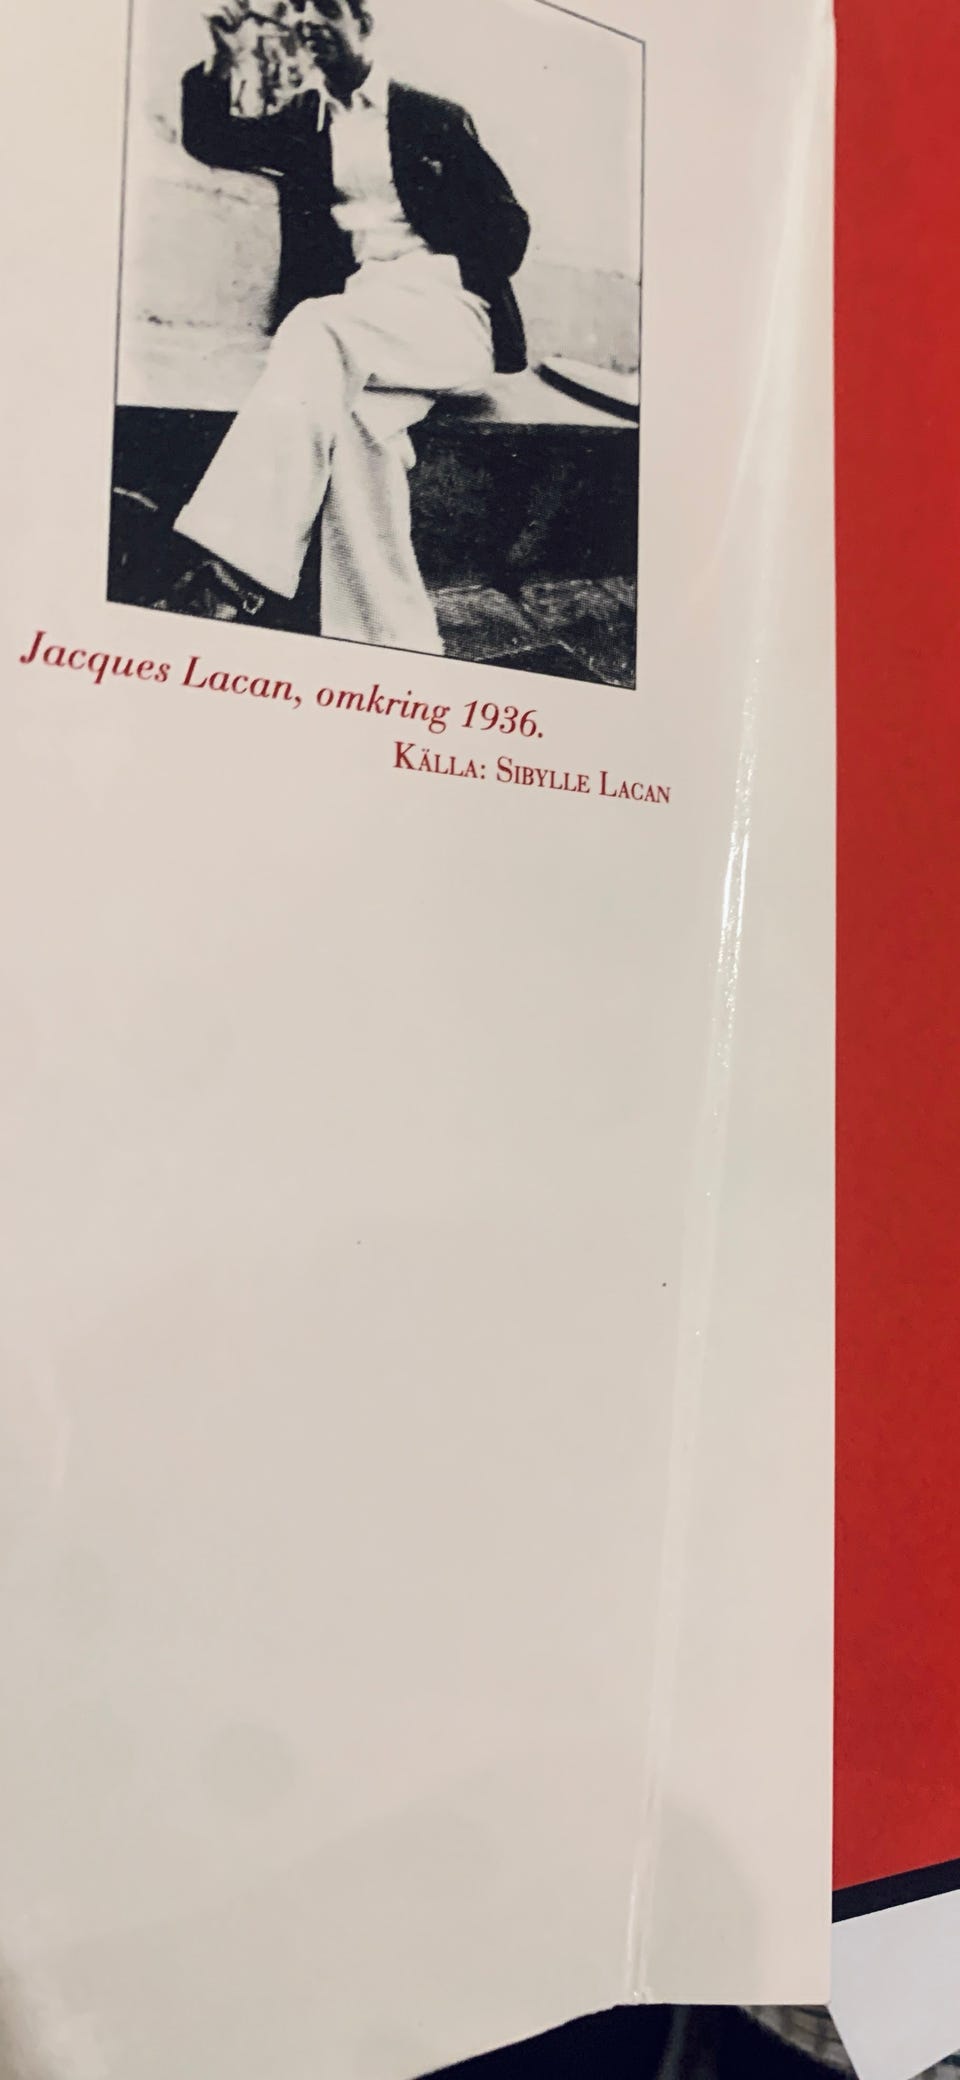 Jacques Lacan, omkring 1936.
KÄLLA: SIBYLLE LACAN